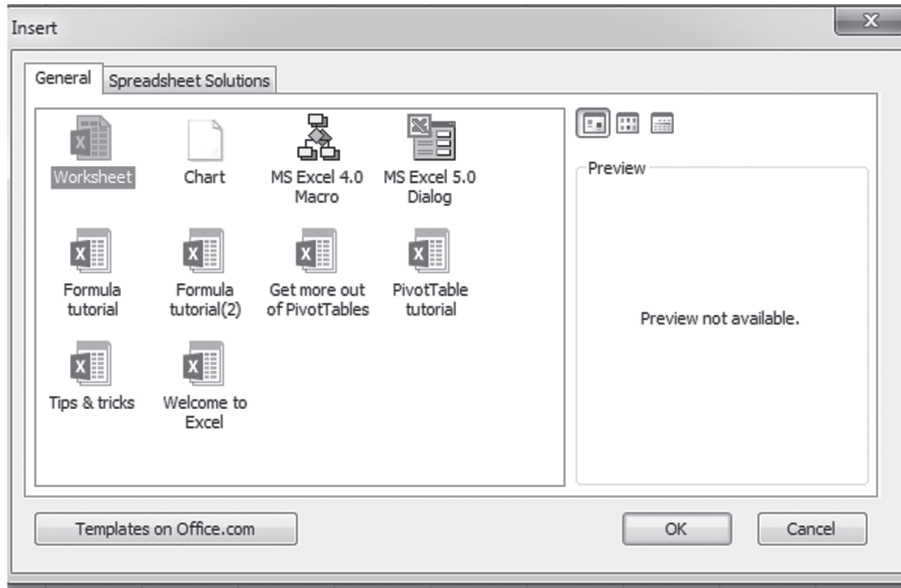 Insert
General
Spreadsheet Solutions
Worksheet
Chart
MS Excel 4.0
Macro
MS Excel 5.0
Dialog
Formula
tutorial
Formula
tutorial(2)
Get more out
of PivotTables
PivotTable
tutorial
Tips & tricks
Welcome to
Excel
Preview
Preview not available.
Templates on Office.com
OK
Cancel